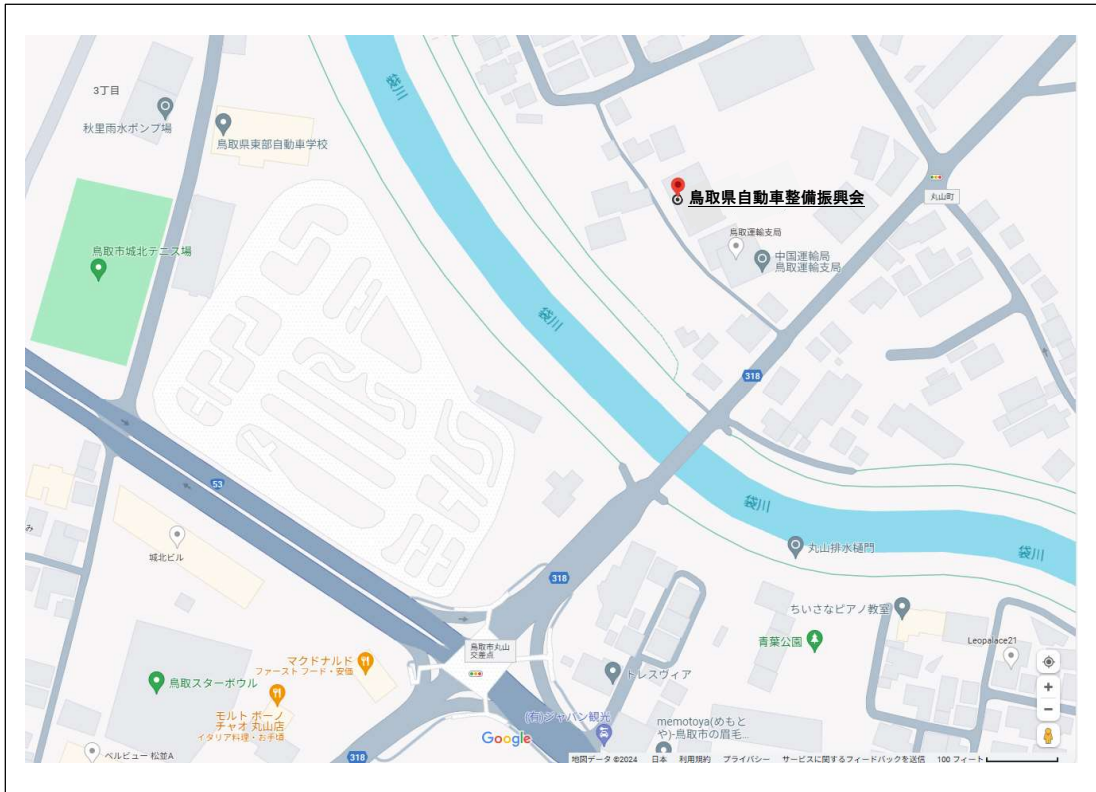 袋川
3丁目
秋里雨水ポンプ場
鳥取県東部自動車学校
鳥取県自動車整備振興会
丸山町
鳥取運輸支局
中国運輸局
鳥取運輸支局
鳥取市城北テニス場
袋川
318
53
袋川
み
城北ビル
丸山排水樋門
袋川
318
ちいさなピアノ教室
青葉公園
Leopalace21
鳥取市丸山
交差点
マクドナルド
ファースト フード・安価
トレスヴィア
鳥取スターボウル
モルト ボーノ
チャオ 丸山店
イタリア料理・お手頃
(有)ジャパン観光
memotoya(めもと
や)-鳥取市の眉毛...
Google
ベルビュー 松並A
318
地図データ ©2024 日本 利用規約 プライバシー サービスに関するフィードバックを送信 100 フィート